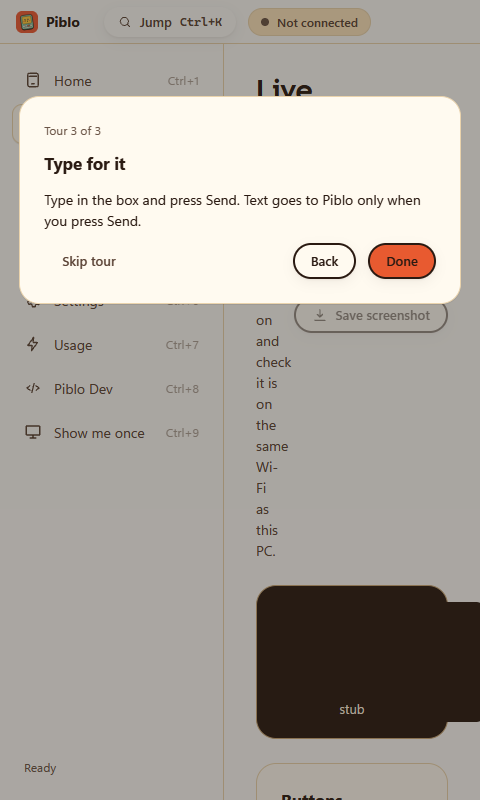 Piblo
Jump Ctrl+K
Not connected
Home Ctrl+1
Live
Tour 3 of 3
Type for it
Type in the box and press Send. Text goes to Piblo only when
you press Send.
Skip tour
Back
Done
Settings
Save screenshot
Usage Ctrl+7
Piblo Dev Ctrl+8
Show me once Ctrl+9
on
and
check
it is
on
the
same
Wi-
Fi
as
this
PC.
stub
Buttons
Ready